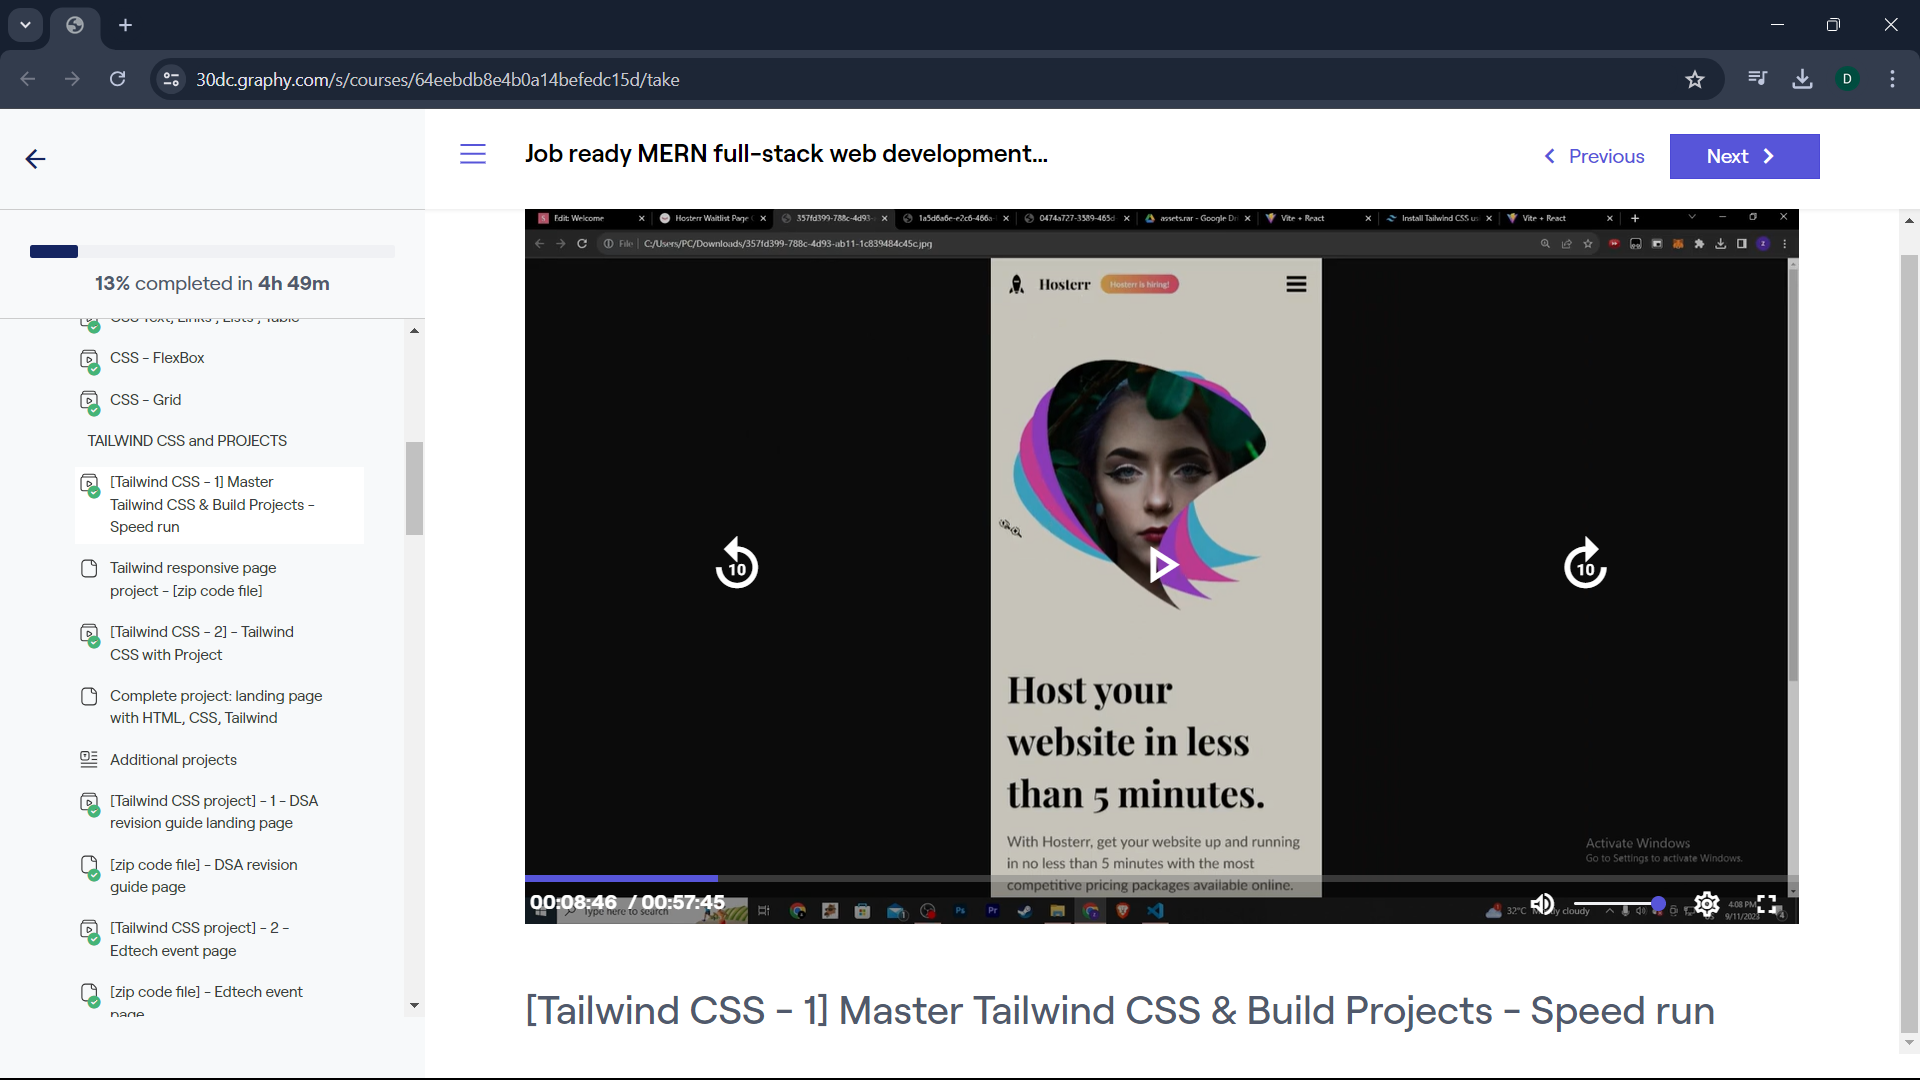 30dc.graphy.com/s/courses/64eebdb8e4b0a14befedc15d/take
D
Job ready MERN full-stack web development...
Previous
Next
13% completed in 4h 49m
CSS Text, Links , Lists , Table
CSS - FlexBox
CSS - Grid
TAILWIND CSS and PROJECTS
[Tailwind CSS - 1] Master
Tailwind CSS & Build Projects -
Speed run
Tailwind responsive page
project - [zip code file]
[Tailwind CSS - 2] - Tailwind
CSS with Project
Complete project: landing page
with HTML, CSS, Tailwind
Additional projects
[Tailwind CSS project] - 1 - DSA
revision guide landing page
[zip code file] - DSA revision
guide page
[Tailwind CSS project] - 2 -
Edtech event page
[zip code file] - Edtech event
page
Edit: Welcome
Hosterr Waitlist Page
357fd399-788c-4d93-
1a5d6a6e-e2c6-466a-
0474a727-3589-465d-
assets.rar - Google Dr
Vite + React
Install Tailwind CSS us
Vite + React
File
C:/Users/PC/Downloads/357fd399-788c-4d93-ab11-1c839484c45c.jpg
Hosterr
Hosterr is hiring!
10
10
Host your
website in less
than 5 minutes.
With Hosterr, get your website up and running
in no less than 5 minutes with the most
competitive pricing packages available online.
Activate Windows
Go to Settings to activate Windows.
00:08:46 / 00:57:45
Type here to search
32°C
cloudy
4:08 PM
9/11/2023
[Tailwind CSS - 1] Master Tailwind CSS & Build Projects - Speed run